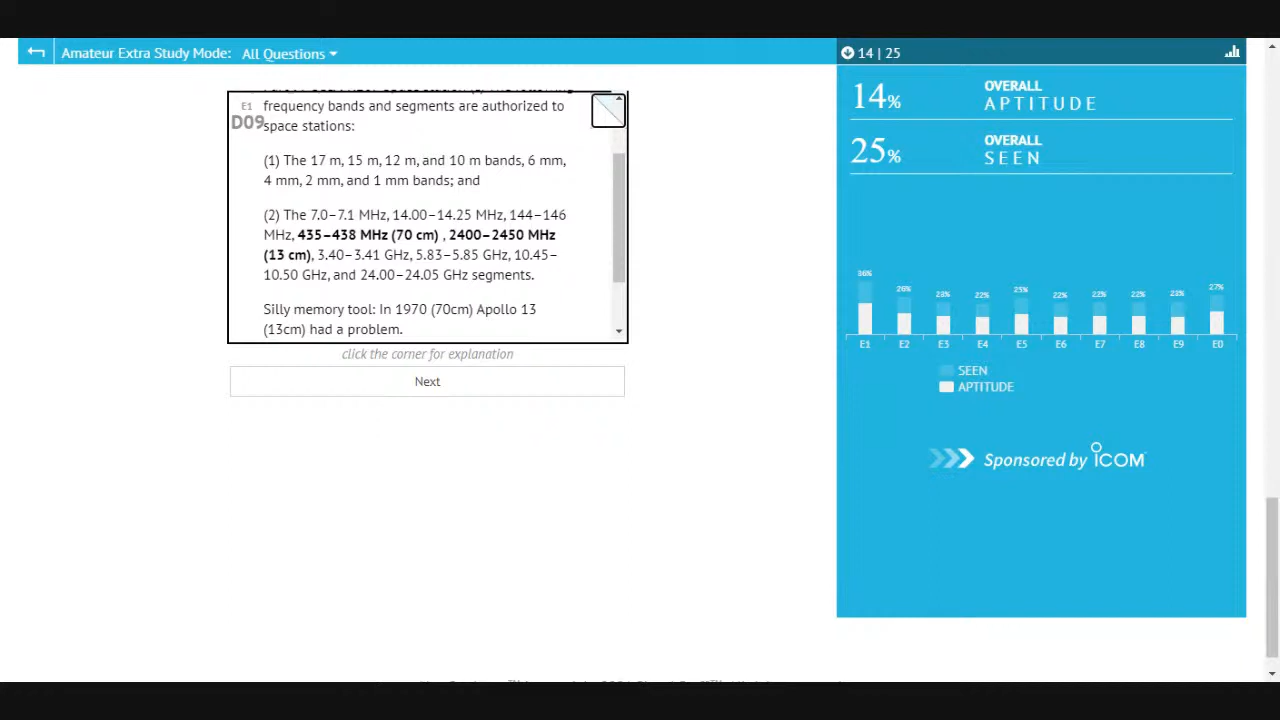 Amateur Extra Study Mode: All Questions
14 | 25
E1
D09
frequency bands and segments are authorized to
space stations:
(1) The 17 m, 15 m, 12 m, and 10 m bands, 6 mm,
4 mm, 2 mm, and 1 mm bands; and
(2) The 7.0–7.1 MHz, 14.00–14.25 MHz, 144–146
MHz, 435–438 MHz (70 cm) , 2400–2450 MHz
(13 cm), 3.40–3.41 GHz, 5.83–5.85 GHz, 10.45–
10.50 GHz, and 24.00–24.05 GHz segments.
Silly memory tool: In 1970 (70cm) Apollo 13
(13cm) had a problem.
click the corner for explanation
Next
14% OVERALL
APTITUDE
25% OVERALL
SEEN
36% 26% 23% 22% 25% 22% 22% 22% 23% 27%
E1 E2 E3 E4 E5 E6 E7 E8 E9 E0
SEEN
APTITUDE
Sponsored by ICOM